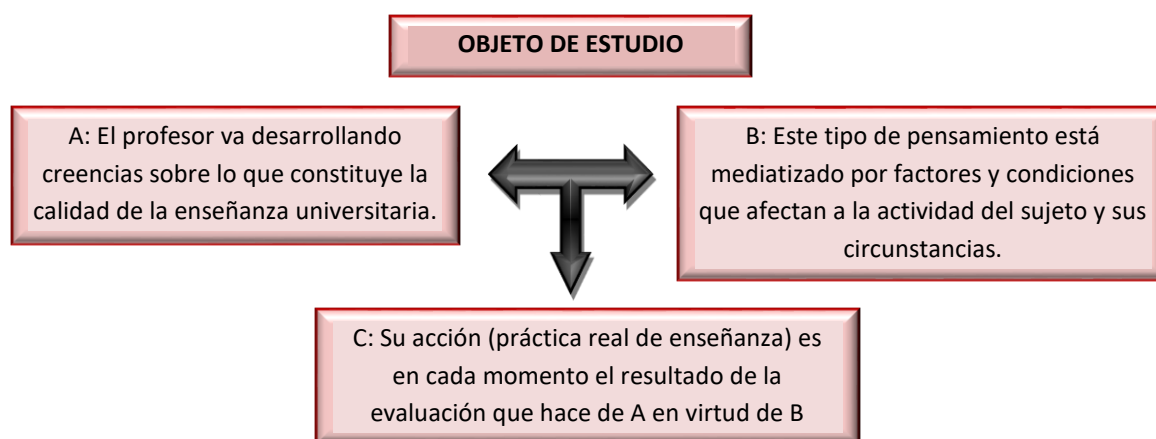 OBJETO DE ESTUDIO
A: El profesor va desarrollando
creencias sobre lo que constituye la
calidad de la enseñanza universitaria.
B: Este tipo de pensamiento está
mediatizado por factores y condiciones
que afectan a la actividad del sujeto y sus
circunstancias.
C: Su acción (práctica real de enseñanza) es
en cada momento el resultado de la
evaluación que hace de A en virtud de B